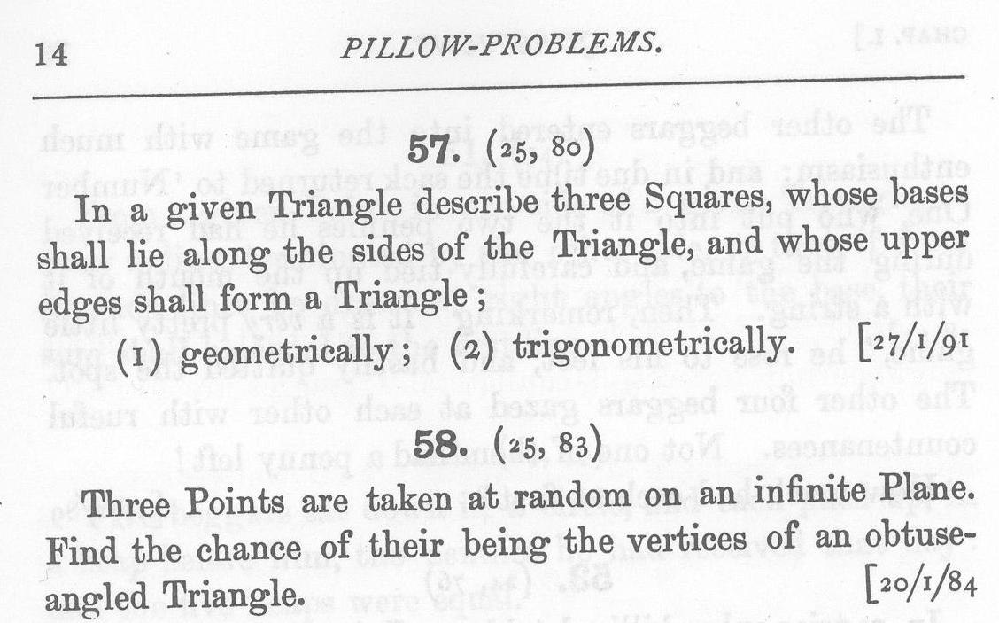 14
PILLOW-PROBLEMS.
57. (25, 80)
In a given Triangle describe three Squares, whose bases
shall lie along the sides of the Triangle, and whose upper
edges shall form a Triangle ;
(1) geometrically ; (2) trigonometrically. [27/1/91
58. (25, 83)
Three Points are taken at random on an infinite Plane.
Find the chance of their being the vertices of an obtuse-
angled Triangle. [20/1/84